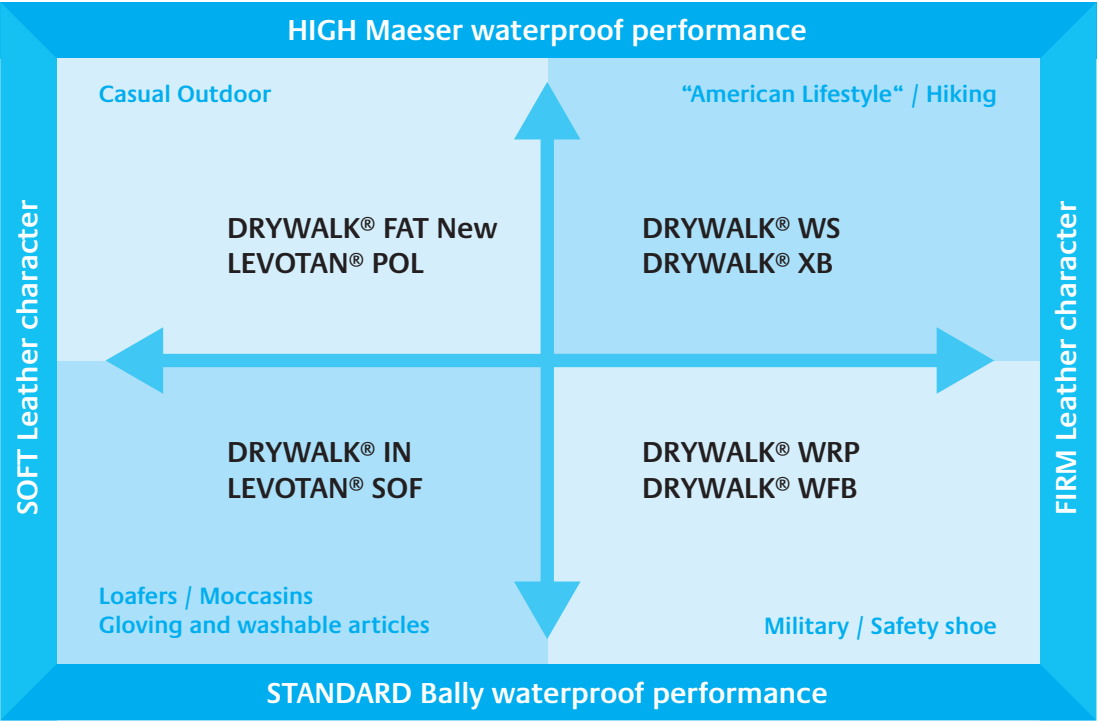 HIGH Maeser waterproof performance
SOFT Leather character
FIRM Leather character
Casual Outdoor
“American Lifestyle“ / Hiking
DRYWALK® FAT New
LEVOTAN® POL
DRYWALK® WS
DRYWALK® XB
DRYWALK® IN
LEVOTAN® SOF
DRYWALK® WRP
DRYWALK® WFB
Loafers / Moccasins
Gloving and washable articles
Military / Safety shoe
STANDARD Bally waterproof performance